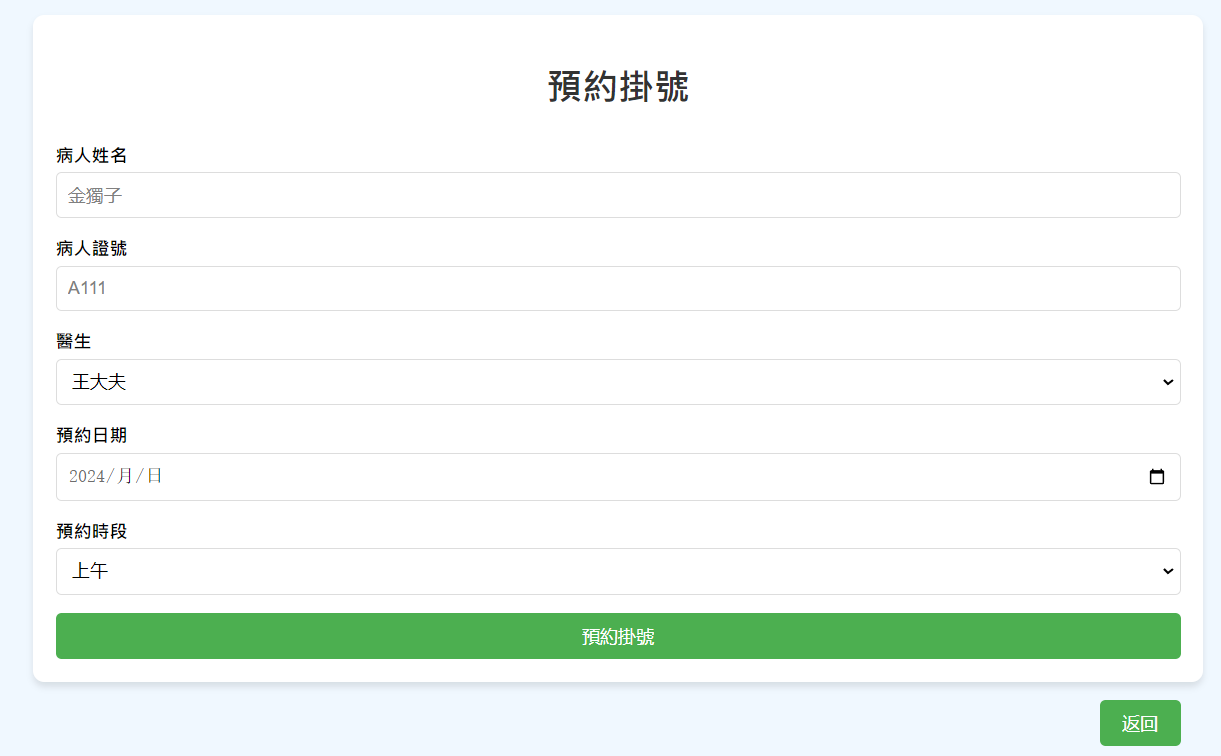 預約掛號
病人姓名
金獨子
病人證號
A111
醫生
王大夫
預約日期
2024/月/日
預約時段
上午
預約掛號
返回